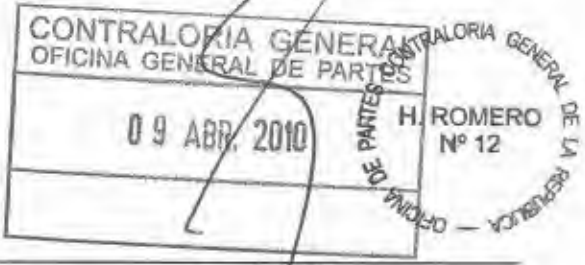 CONTRALORIA GENERAL
OFICINA GENERAL DE PARTES
09 ABR. 2010
CONTRALORIA GENERAL DE LA REPUBLICA — OFICINA DE PARTES
H. ROMERO
Nº 12